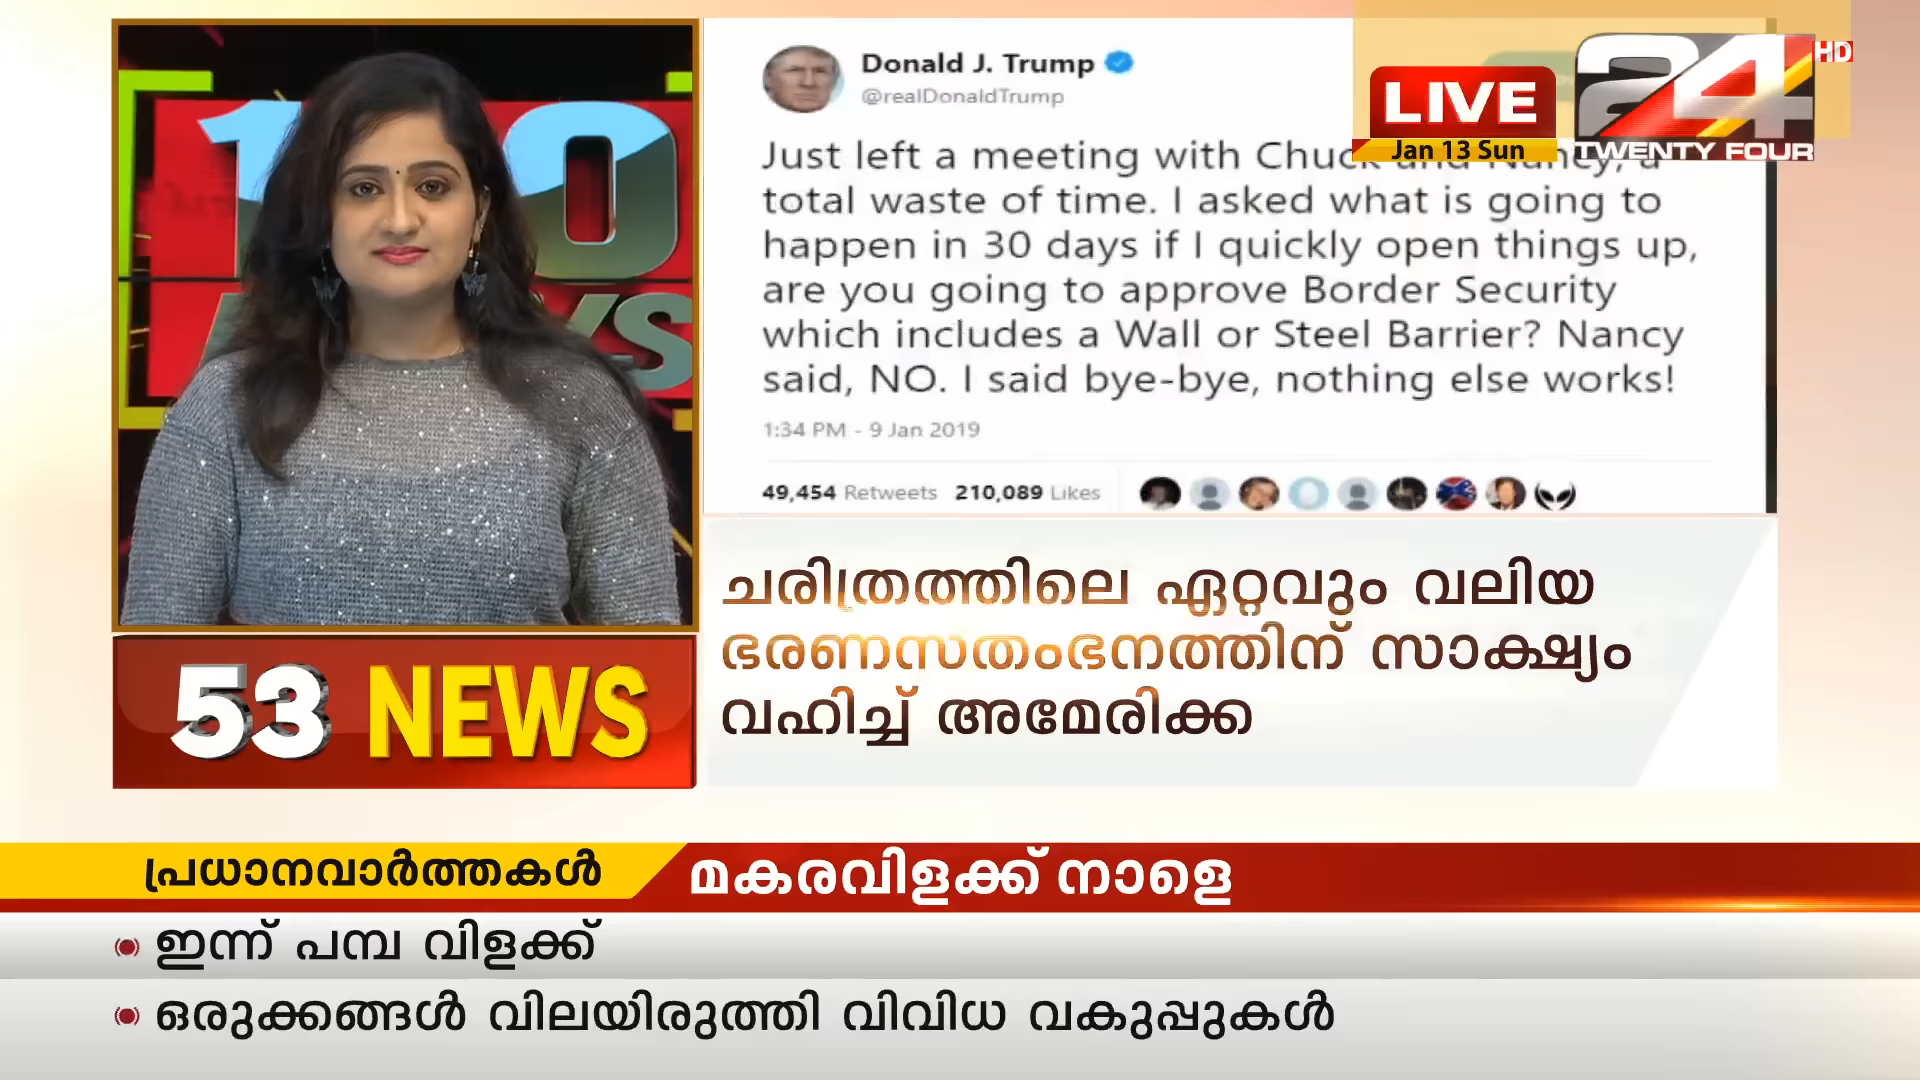 Donald J. Trump
@realDonaldTrump
LIVE
Jan 13 Sun
24
HD
TWENTY FOUR
Just left a meeting with Chuck and Nancy, a
total waste of time. I asked what is going to
happen in 30 days if I quickly open things up,
are you going to approve Border Security
which includes a Wall or Steel Barrier? Nancy
said, NO. I said bye-bye, nothing else works!
1:34 PM - 9 Jan 2019
49,454 Retweets 210,089 Likes
ചരിത്രത്തിലെ ഏറ്റവും വലിയ
ഭരണസതംഭനത്തിന് സാക്ഷ്യം
വഹിച്ച് അമേരിക്ക
53 NEWS
പ്രധാനവാർത്തകൾ
മകരവിളക്ക് നാളെ
ഇന്ന് പമ്പ വിളക്ക്
ഒരുക്കങ്ങൾ വിലയിരുത്തി വിവിധ വകുപ്പുകൾ